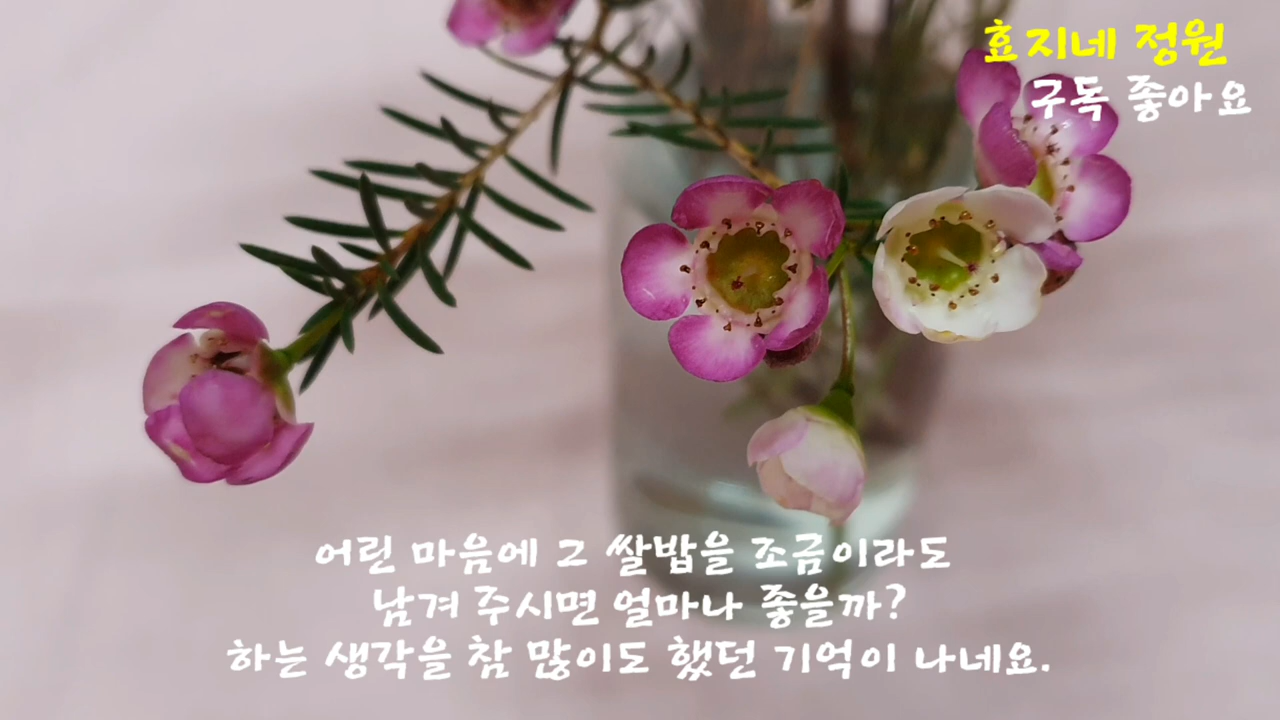 효지네 정원
구독 좋아요
어린 마음에 그 쌀밥을 조금이라도
남겨 주시면 얼마나 좋을까?
하는 생각을 참 많이도 했던 기억이 나네요.